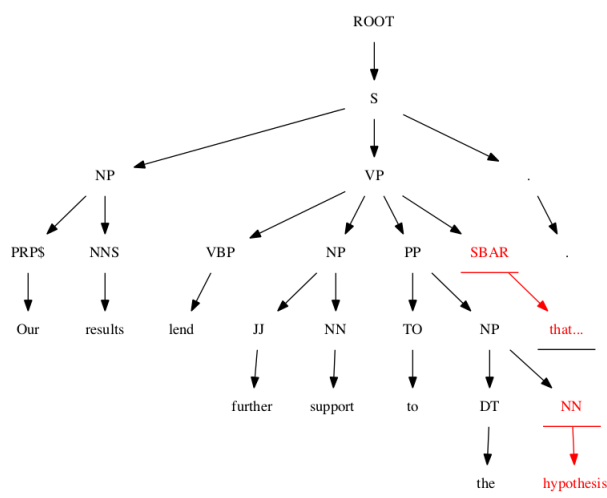 ROOT
S
NP VP .
PRP$ NNS VBP NP PP SBAR .
Our results lend JJ NN TO NP that...
further support to DT NN
the hypothesis